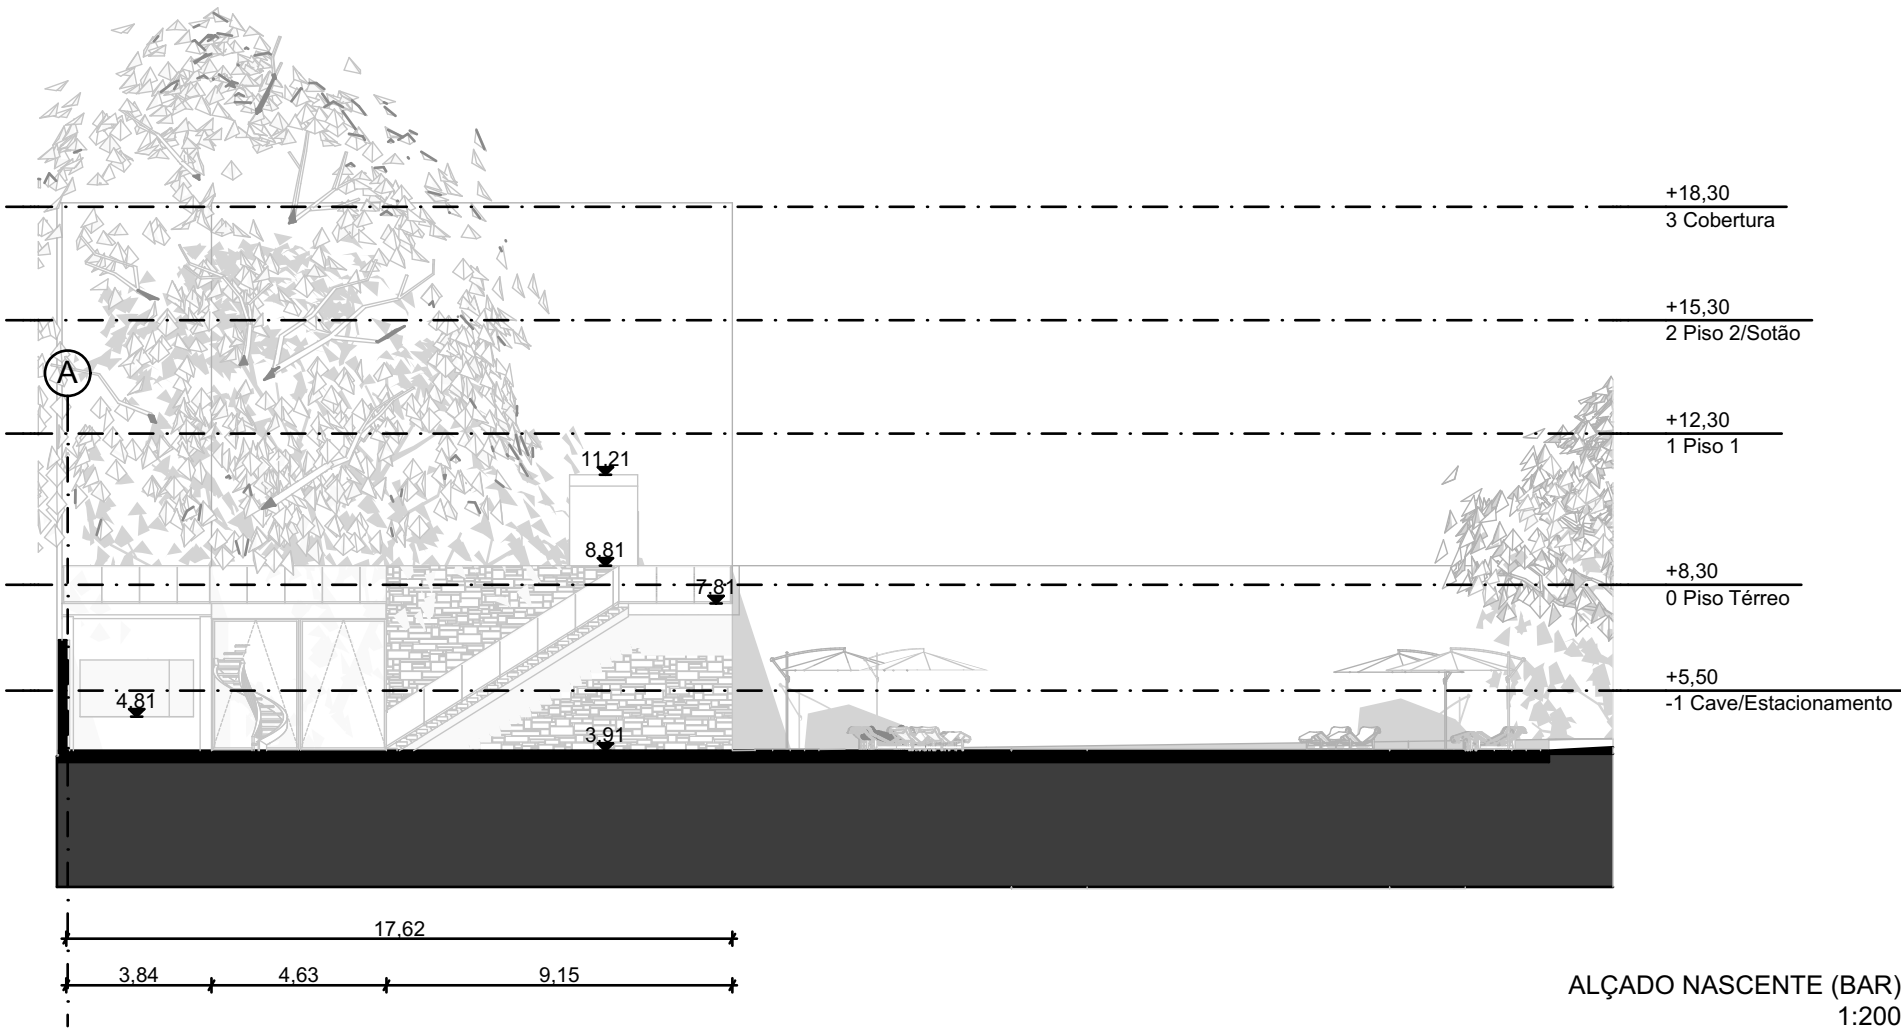 +18,30
3 Cobertura
+15,30
2 Piso 2/Sotão
A
+12,30
1 Piso 1
11,21
8,81
+8,30
0 Piso Térreo
7,81
+5,50
-1 Cave/Estacionamento
4,81
3,91
17,62
3,84 4,63 9,15
ALÇADO NASCENTE (BAR)
1:200